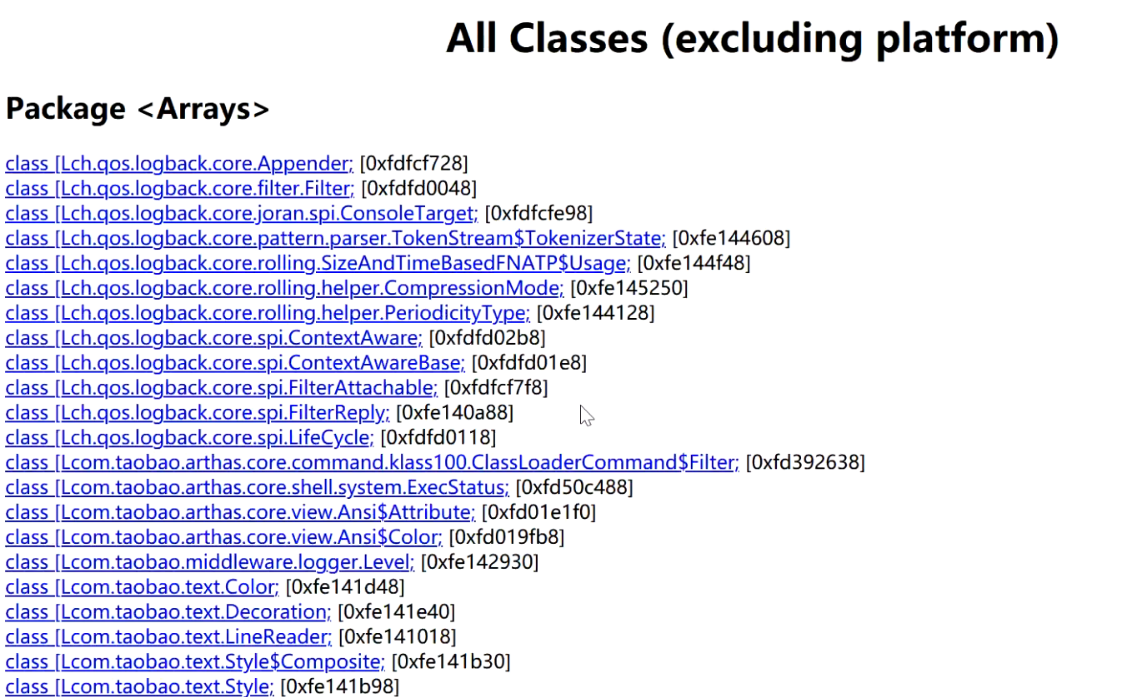 All Classes (excluding platform)
Package <Arrays>
class [Lch.qos.logback.core.Appender; [0xfdfcf728]
class [Lch.qos.logback.core.filter.Filter; [0xfdfd0048]
class [Lch.qos.logback.core.joran.spi.ConsoleTarget; [0xfdfcfe98]
class [Lch.qos.logback.core.pattern.parser.TokenStream$TokenizerState; [0xfe144608]
class [Lch.qos.logback.core.rolling.SizeAndTimeBasedFNATP$Usage; [0xfe144f48]
class [Lch.qos.logback.core.rolling.helper.CompressionMode; [0xfe145250]
class [Lch.qos.logback.core.rolling.helper.PeriodicityType; [0xfe144128]
class [Lch.qos.logback.core.spi.ContextAware; [0xfdfd02b8]
class [Lch.qos.logback.core.spi.ContextAwareBase; [0xfdfd01e8]
class [Lch.qos.logback.core.spi.FilterAttachable; [0xfdfcf7f8]
class [Lch.qos.logback.core.spi.FilterReply; [0xfe140a88]
class [Lch.qos.logback.core.spi.LifeCycle; [0xfdfd0118]
class [Lcom.taobao.arthas.core.command.klass100.ClassLoaderCommand$Filter; [0xfd392638]
class [Lcom.taobao.arthas.core.shell.system.ExecStatus; [0xfd50c488]
class [Lcom.taobao.arthas.core.view.Ansi$Attribute; [0xfd01e1f0]
class [Lcom.taobao.arthas.core.view.Ansi$Color; [0xfd019fb8]
class [Lcom.taobao.middleware.logger.Level; [0xfe142930]
class [Lcom.taobao.text.Color; [0xfe141d48]
class [Lcom.taobao.text.Decoration; [0xfe141e40]
class [Lcom.taobao.text.LineReader; [0xfe141018]
class [Lcom.taobao.text.Style$Composite; [0xfe141b30]
class [Lcom.taobao.text.Style; [0xfe141b98]